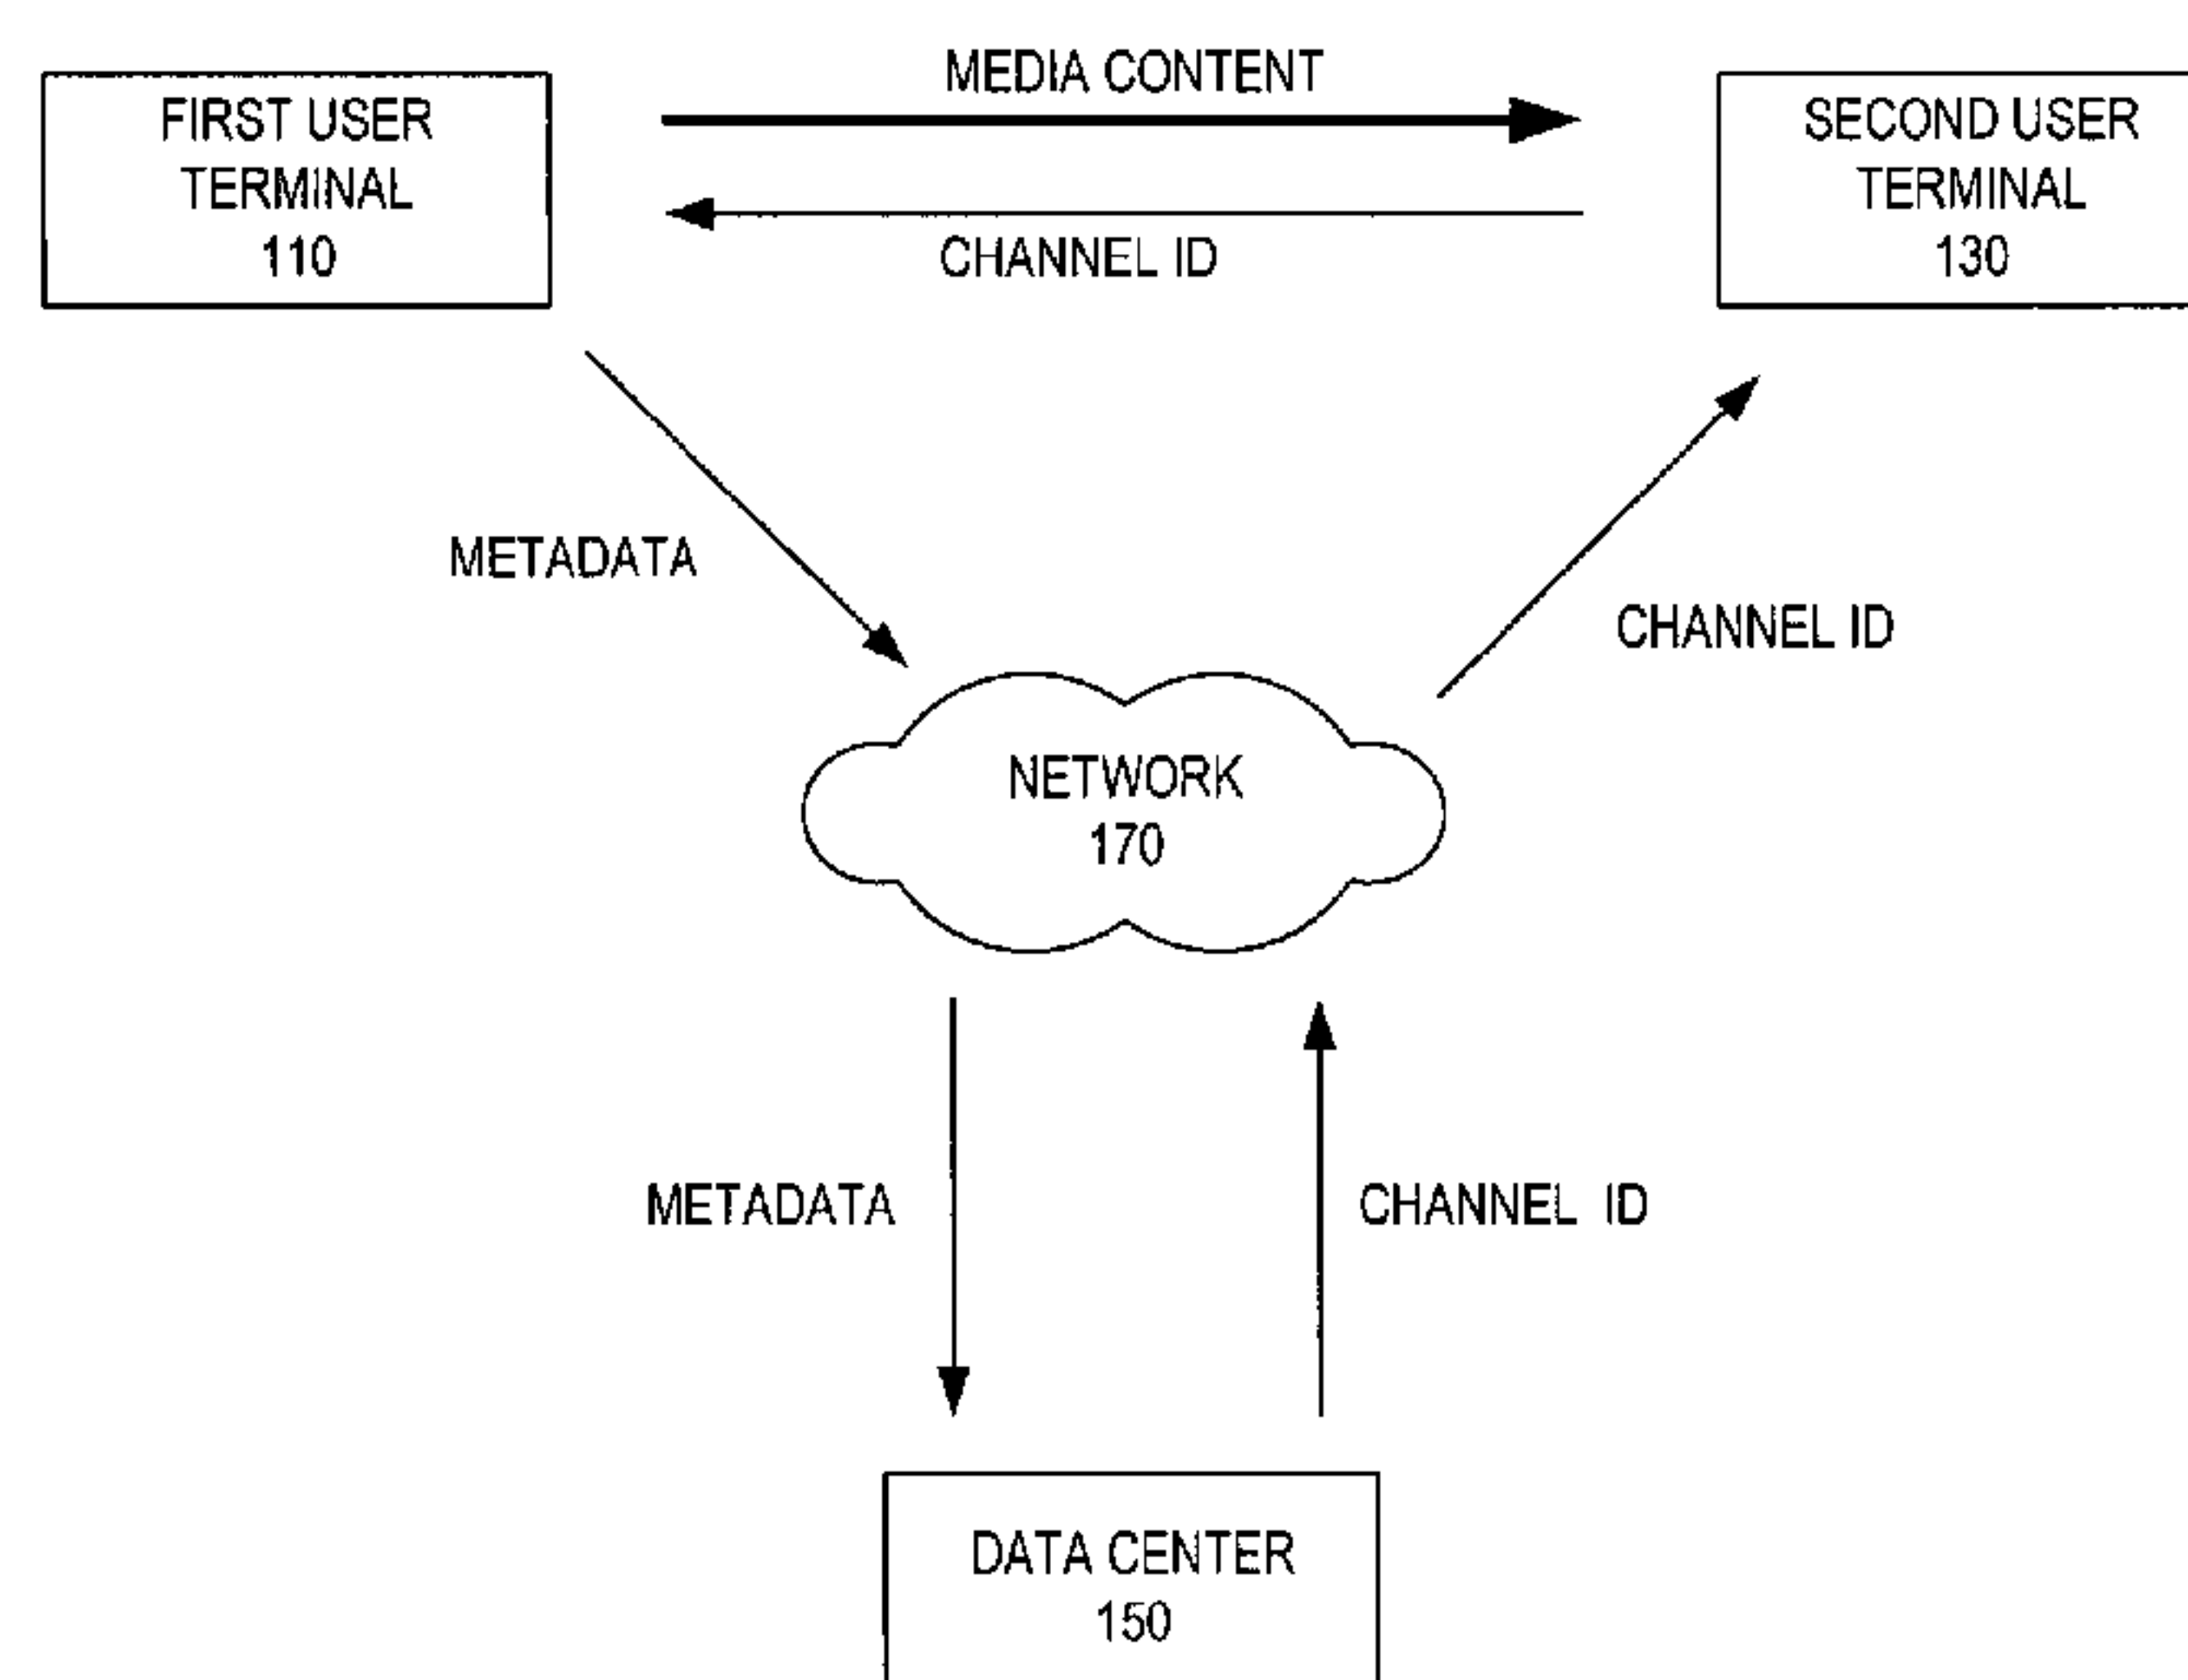 MEDIA CONTENT
FIRST USER
TERMINAL
110
SECOND USER
TERMINAL
130
CHANNEL ID
METADATA
CHANNEL ID
NETWORK
170
METADATA
CHANNEL ID
DATA CENTER
150